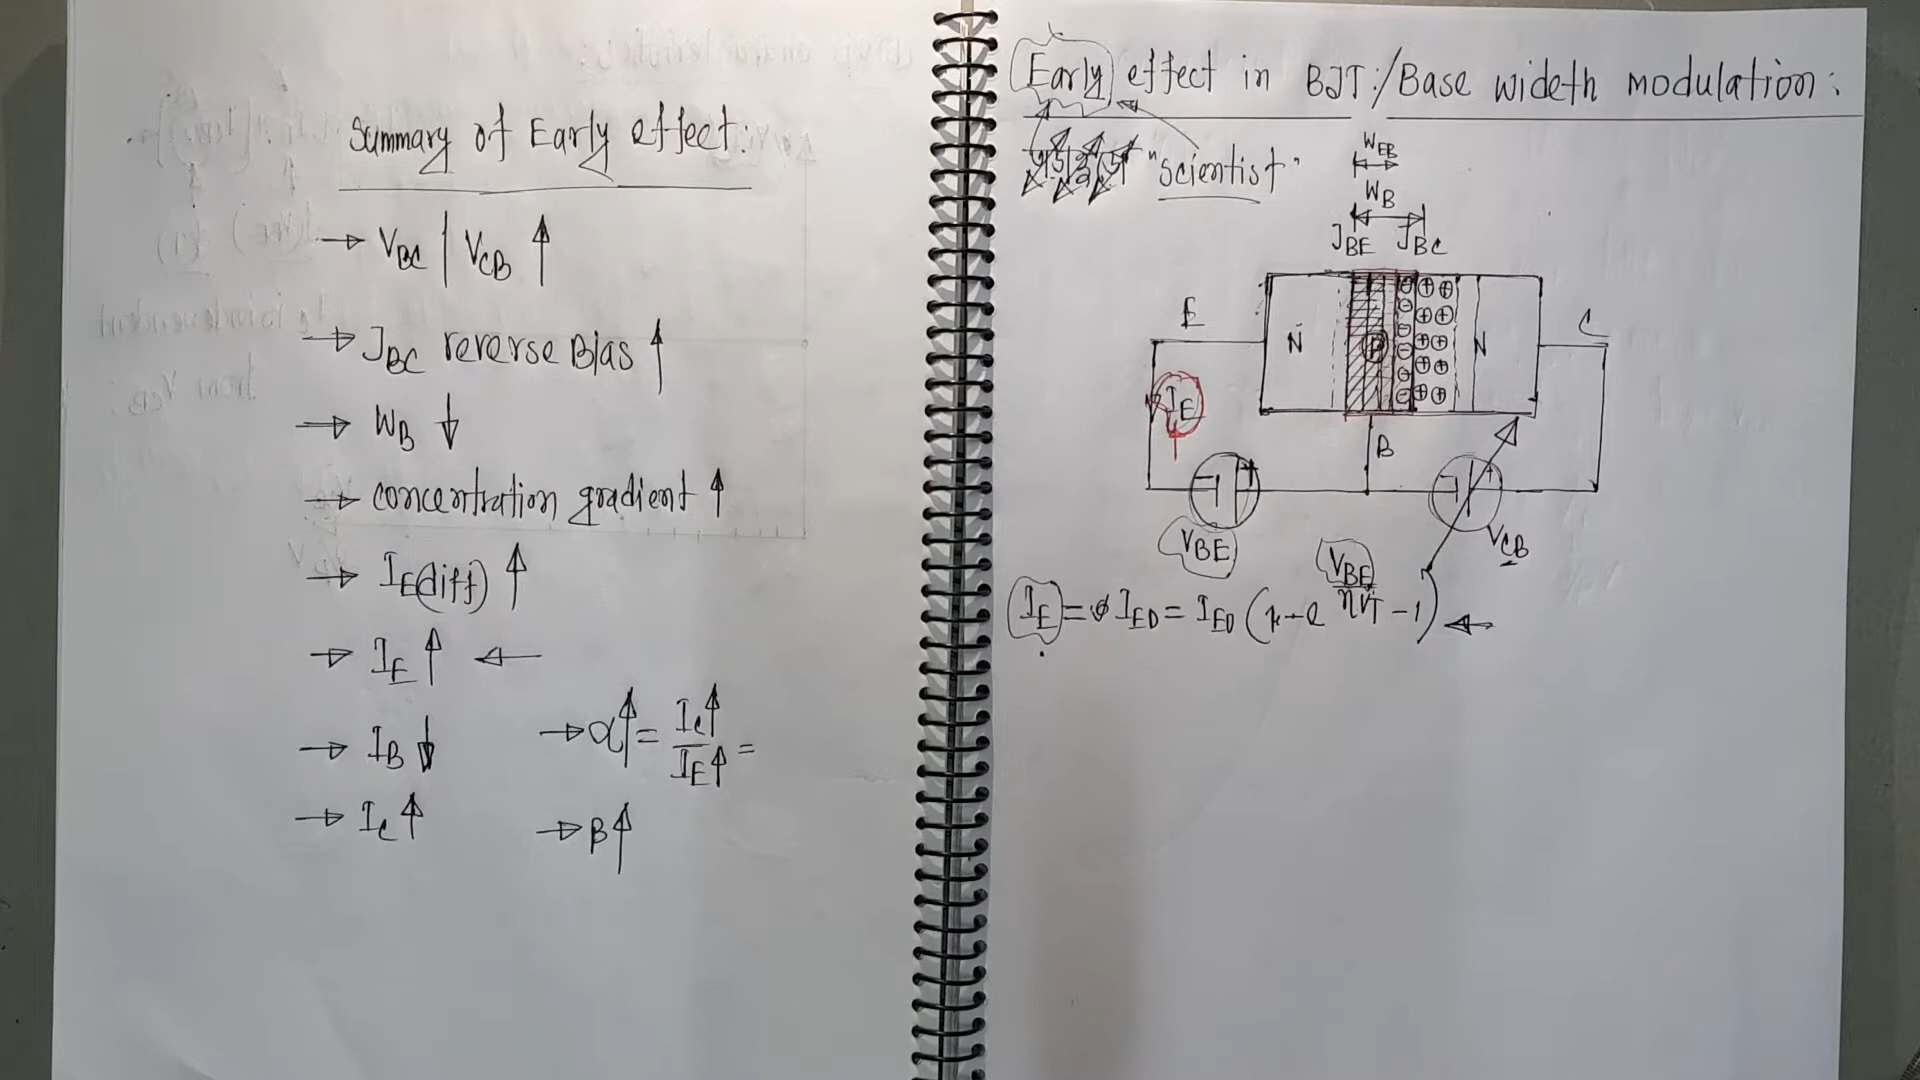 Summary of Early effect:
→ VBC | VCB ↑
→ JBC reverse Bias ↑
→ WB ↓
→ concentration gradient ↑
→ IE(diff) ↑
→ IE ↑ ←
→ IB ↓
→ IC ↑
→ α↑ = IC↑ / IE↑ =
→ β↑
Early effect in BJT:/Base wideth modulation:
"scientist"
WEB
WB
JBE JBC
E N P N C
IE
B
VBE VCB
IE = IED = IEO ( e VBE/ηVT - 1) ←